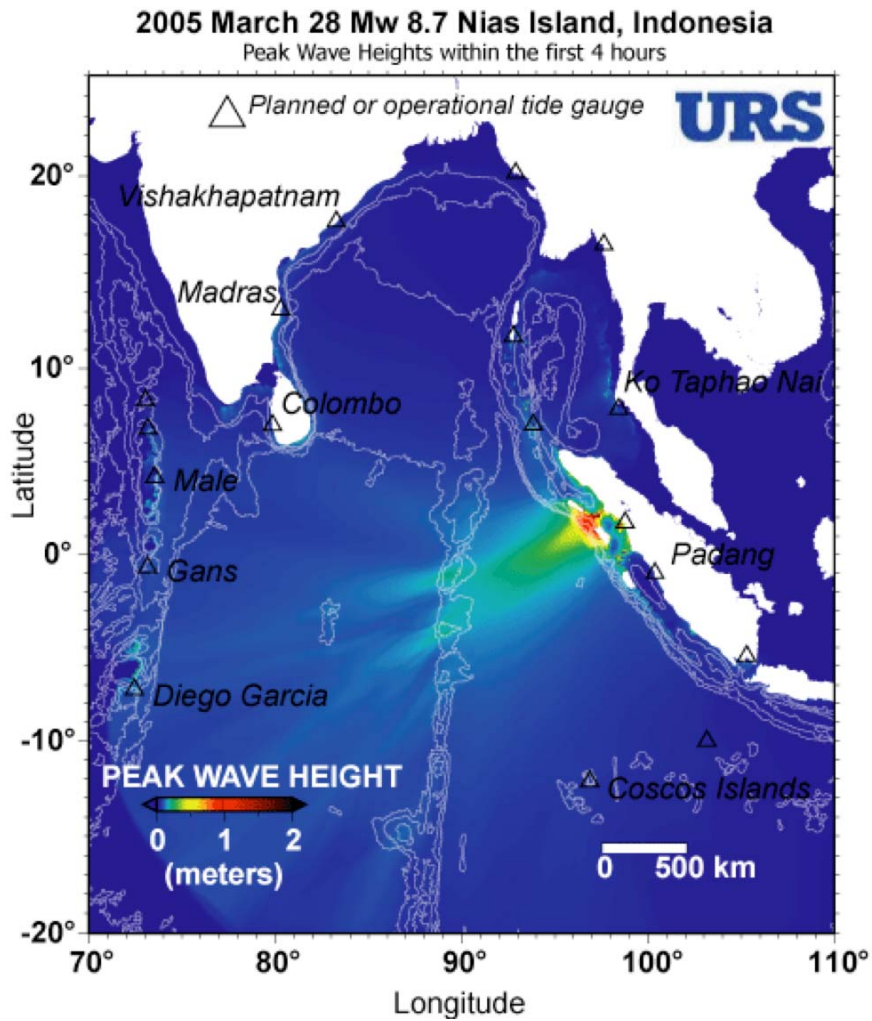 2005 March 28 Mw 8.7 Nias Island, Indonesia
Peak Wave Heights within the first 4 hours
Planned or operational tide gauge
URS
20°
Vishakhapatnam
Madras
10°
Ko Taphao Nai
Colombo
Latitude
Male
0°
Padang
Gans
Diego Garcia
-10°
PEAK WAVE HEIGHT
Coscos Islands
0 1 2
(meters)
0 500 km
-20°
70° 80° 90° 100° 110°
Longitude